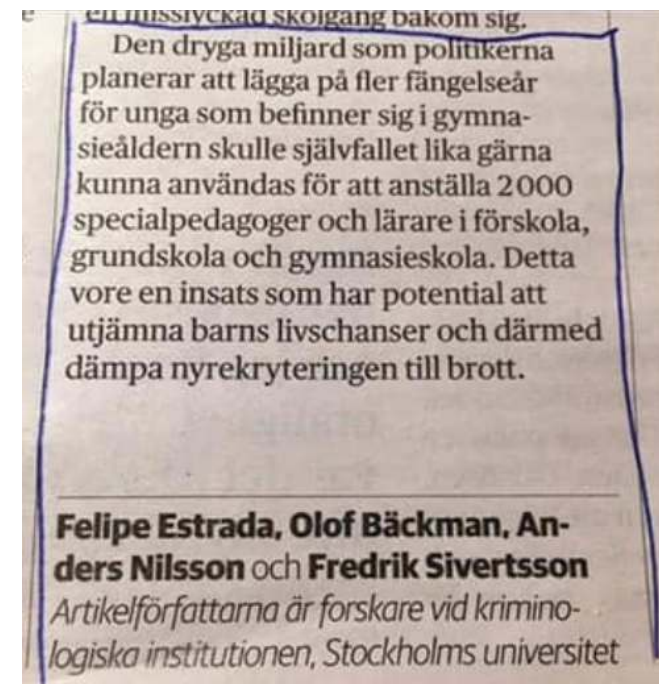 en misslyckad skolgång bakom sig.
Den dryga miljard som politikerna
planerar att lägga på fler fängelseår
för unga som befinner sig i gymna-
sieåldern skulle självfallet lika gärna
kunna användas för att anställa 2000
specialpedagoger och lärare i förskola,
grundskola och gymnasieskola. Detta
vore en insats som har potential att
utjämna barns livschanser och därmed
dämpa nyrekryteringen till brott.
Felipe Estrada, Olof Bäckman, An-
ders Nilsson och Fredrik Sivertsson
Artikelförfattarna är forskare vid krimino-
logiska institutionen, Stockholms universitet